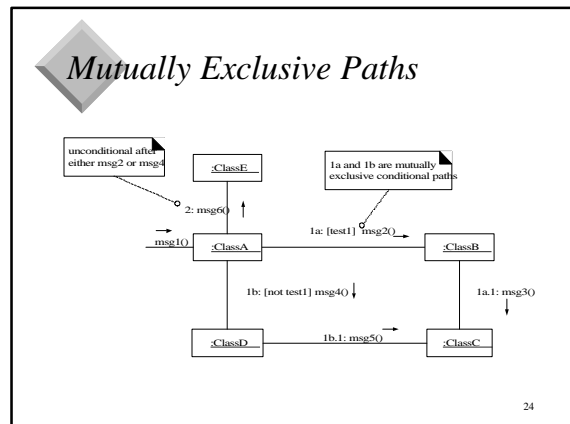 Mutually Exclusive Paths
unconditional after
either msg2 or msg4
:ClassE
1a and 1b are mutually
exclusive conditional paths
2: msg6()
1a: [test1] msg2()
msg1()
:ClassA
:ClassB
1b: [not test1] msg4()
1a.1: msg3()
:ClassD
1b.1: msg5()
:ClassC
24